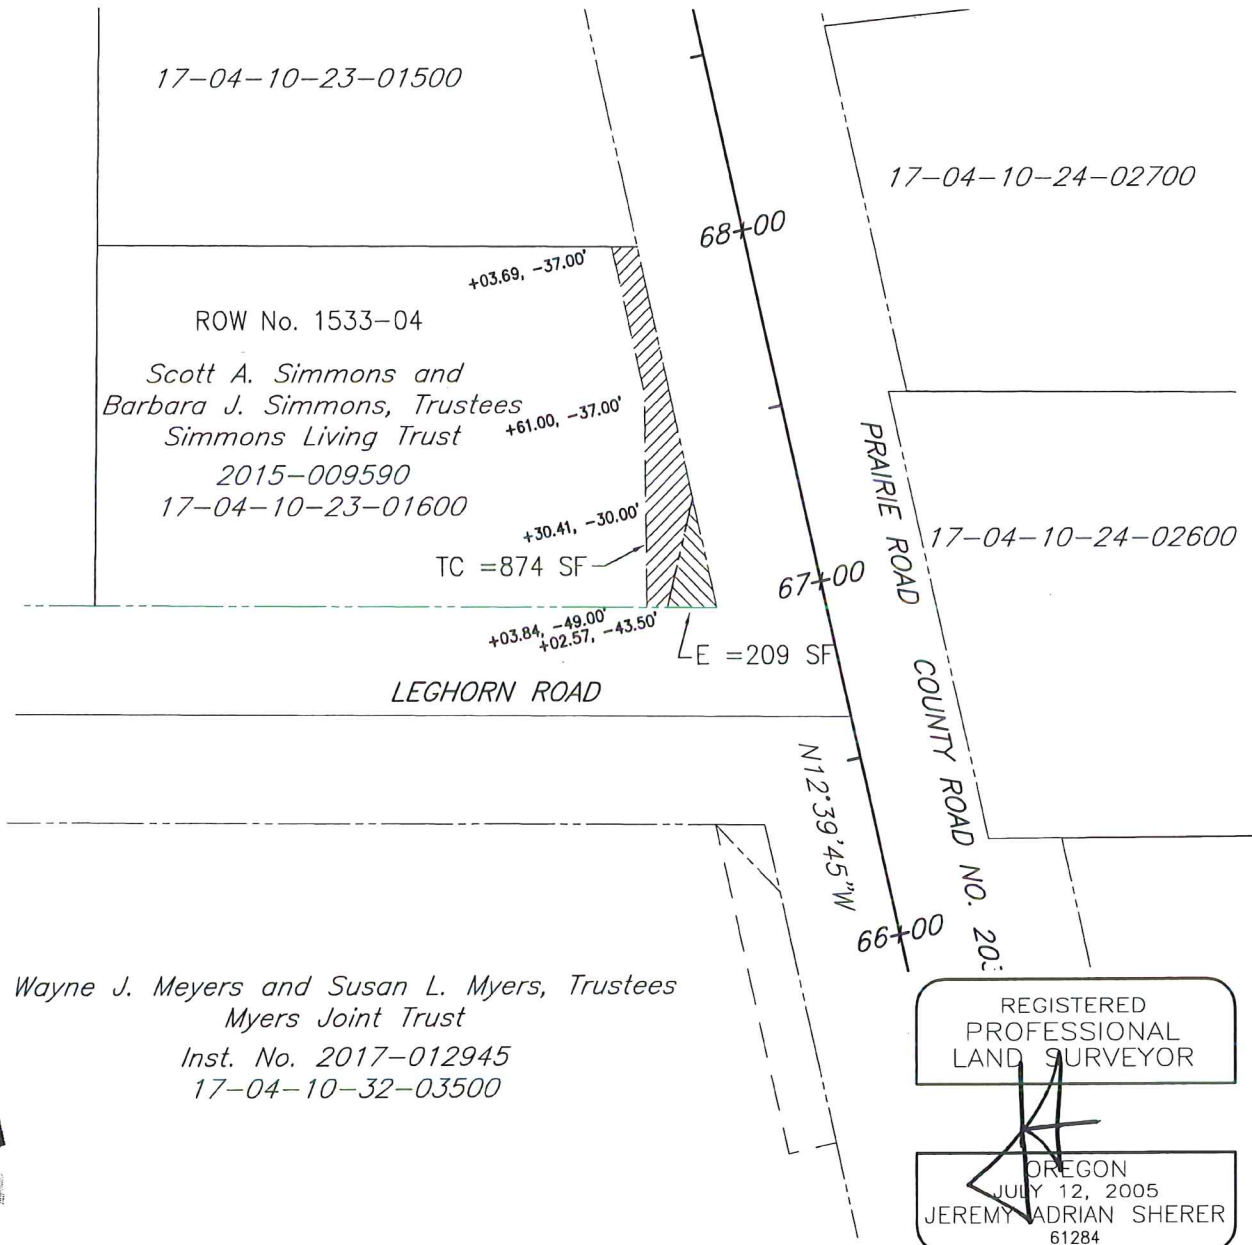 17-04-10-23-01500
17-04-10-24-02700
68+00
+03.69, -37.00'
ROW No. 1533-04
Scott A. Simmons and
Barbara J. Simmons, Trustees
Simmons Living Trust
2015-009590
17-04-10-23-01600
+61.00, -37.00'
+30.41, -30.00'
TC =874 SF
PRAIRIE ROAD COUNTY ROAD NO.
17-04-10-24-02600
67+00
+03.84, -49.00'
+02.57, -43.50'
E =209 SF
LEGHORN ROAD
N12°39'45"W
66+00
Wayne J. Meyers and Susan L. Myers, Trustees
Myers Joint Trust
Inst. No. 2017-012945
17-04-10-32-03500
REGISTERED
PROFESSIONAL
LAND SURVEYOR
OREGON
JULY 12, 2005
JEREMY ADRIAN SHERER
61284